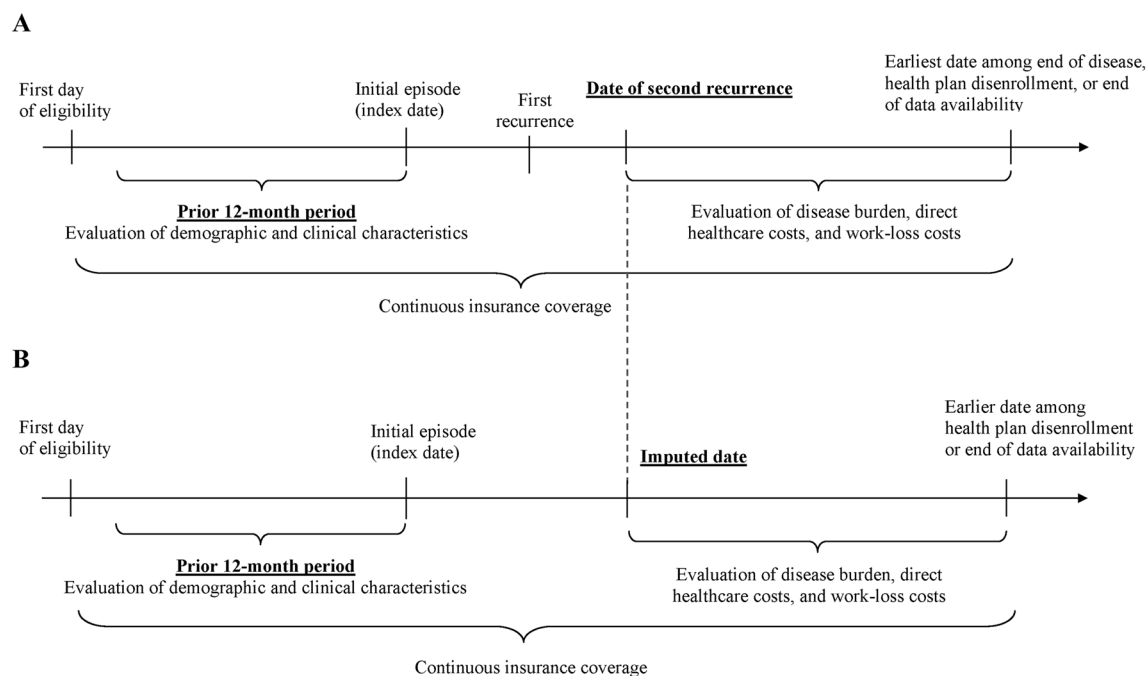 A
First day
of eligibility
Initial episode
(index date)
First
recurrence
Date of second recurrence
Earliest date among end of disease,
health plan disenrollment, or end
of data availability
Prior 12-month period
Evaluation of demographic and clinical characteristics
Evaluation of disease burden, direct
healthcare costs, and work-loss costs
Continuous insurance coverage
B
First day
of eligibility
Initial episode
(index date)
Imputed date
Earlier date among
health plan disenrollment
or end of data availability
Prior 12-month period
Evaluation of demographic and clinical characteristics
Evaluation of disease burden, direct
healthcare costs, and work-loss costs
Continuous insurance coverage